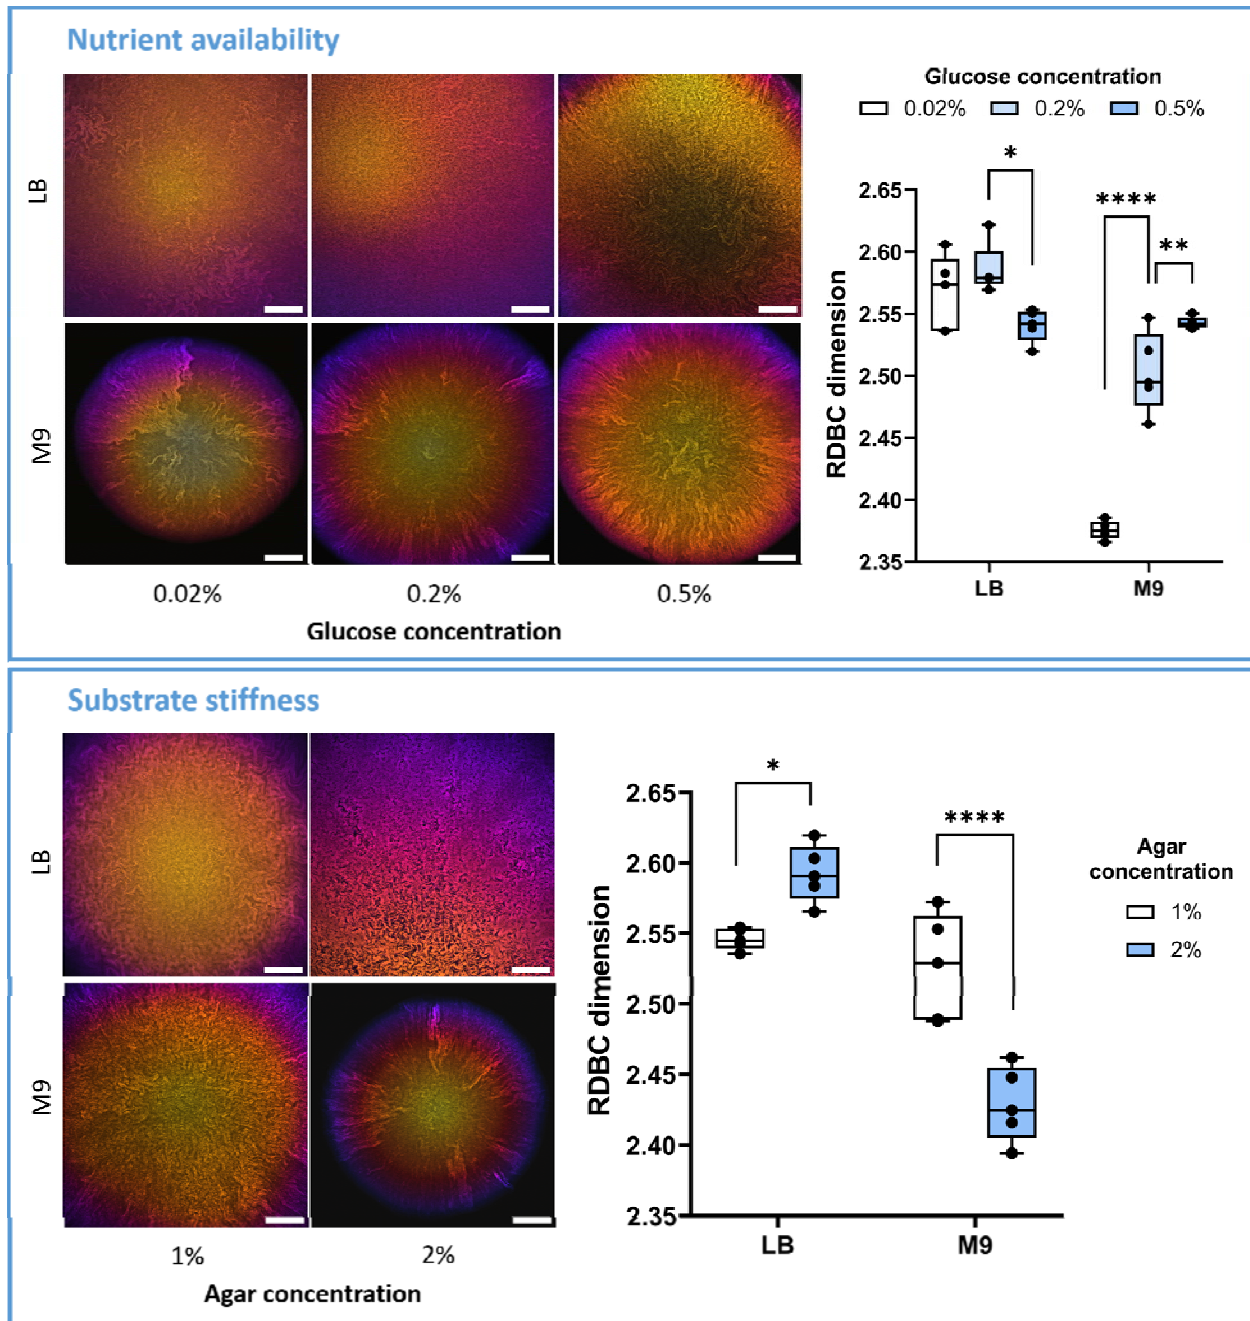 Nutrient availability
LB
M9
0.02%
0.2%
0.5%
Glucose concentration
Glucose concentration
0.02%
0.2%
0.5%
RDBC dimension
2.65
2.60
2.55
2.50
2.45
2.40
2.35
*
****
**
LB
M9
Substrate stiffness
LB
M9
1%
2%
Agar concentration
RDBC dimension
2.65
2.60
2.55
2.50
2.45
2.40
2.35
*
****
LB
M9
Agar
concentration
1%
2%